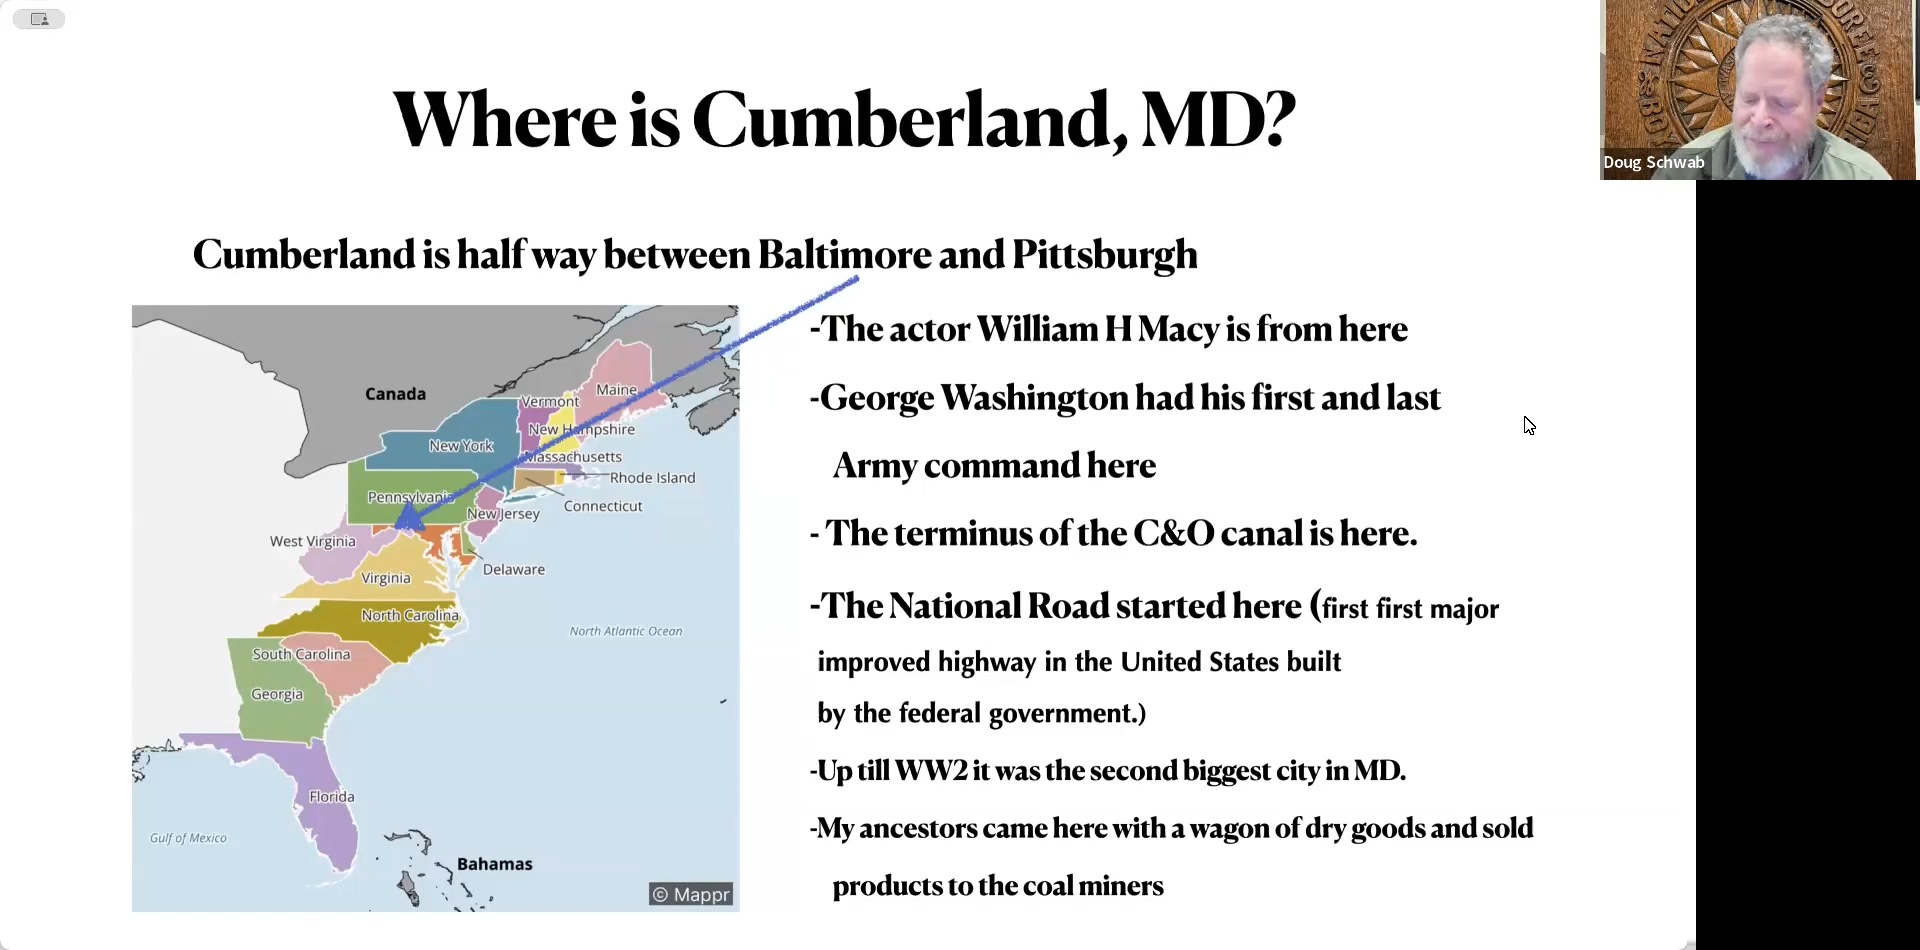 Where is Cumberland, MD?
Doug Schwab
Cumberland is half way between Baltimore and Pittsburgh
-The actor William H Macy is from here
-George Washington had his first and last
Army command here
- The terminus of the C&O canal is here.
-The National Road started here (first first major
improved highway in the United States built
by the federal government.)
-Up till WW2 it was the second biggest city in MD.
-My ancestors came here with a wagon of dry goods and sold
products to the coal miners
Canada
Maine
Vermont
New Hampshire
New York
Massachusetts
Rhode Island
Pennsylvania
Connecticut
New Jersey
West Virginia
Delaware
Virginia
North Carolina
North Atlantic Ocean
South Carolina
Georgia
Florida
Gulf of Mexico
Bahamas
© Mappr